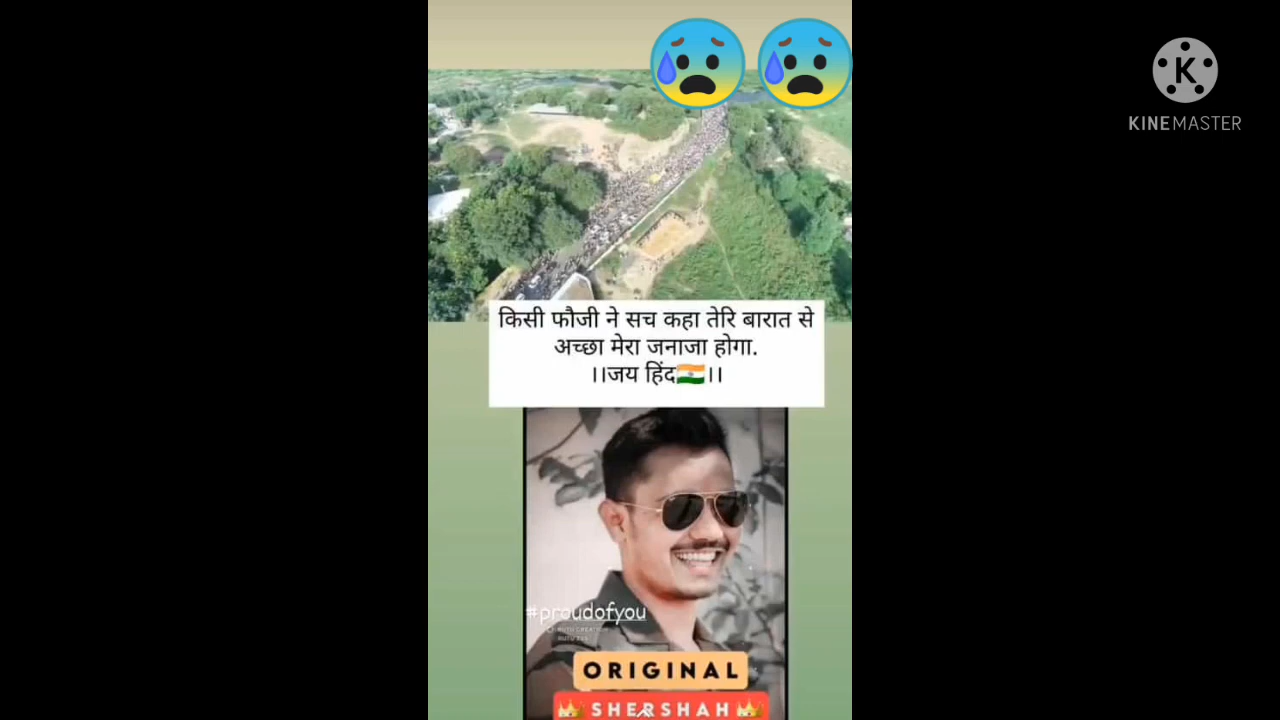 K
KINEMASTER
किसी फौजी ने सच कहा तेरि बारात से
अच्छा मेरा जनाजा होगा.
।।जय हिंद🇮🇳।।
#proudofyou
ORIGINAL
SHERSHAH